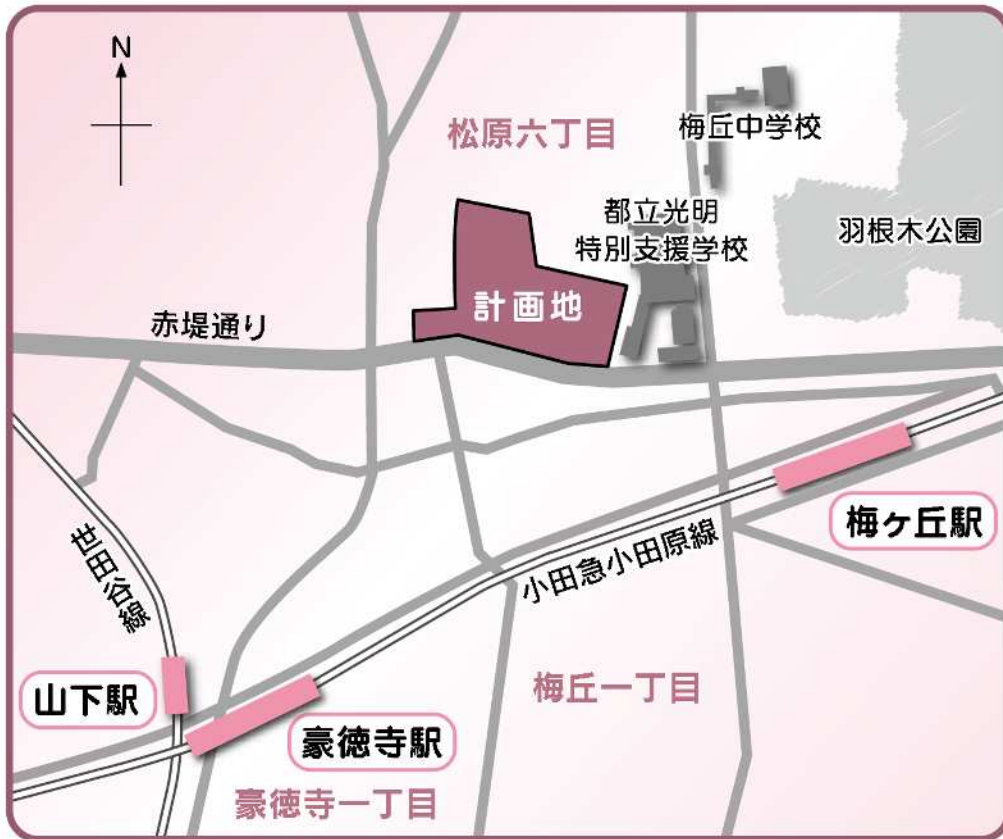 N
松原六丁目
梅丘中学校
都立光明
特別支援学校
羽根木公園
計画地
赤堤通り
梅ヶ丘駅
世田谷線
小田急小田原線
山下駅
梅丘一丁目
豪徳寺駅
豪徳寺一丁目